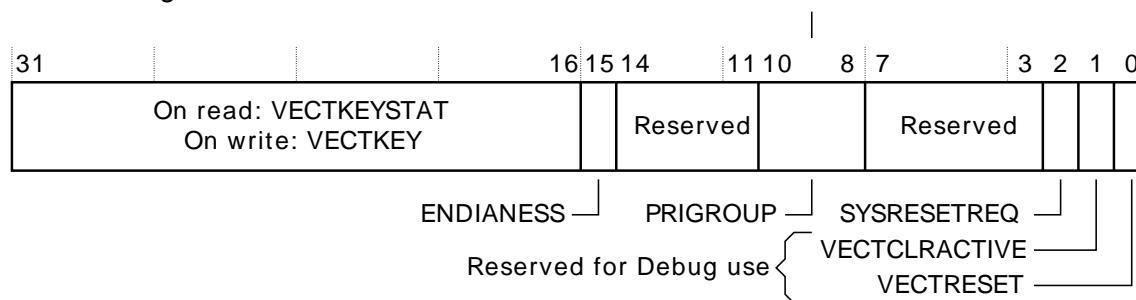 31 16 15 14 11 10 8 7 3 2 1 0
On read: VECTKEYSTAT
On write: VECTKEY
Reserved
Reserved
ENDIANESS PRIGROUP SYSRESETREQ
VECTCLRACTIVE
Reserved for Debug use
VECTRESET